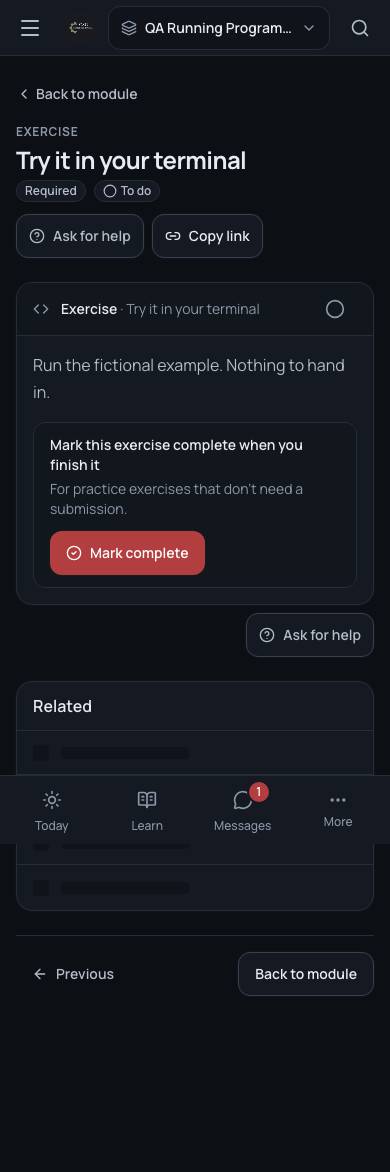 QA Running Program...
Back to module
EXERCISE
Try it in your terminal
Required
To do
Ask for help
Copy link
Exercise · Try it in your terminal
Run the fictional example. Nothing to hand
in.
Mark this exercise complete when you
finish it
For practice exercises that don't need a
submission.
Mark complete
Ask for help
Related
1
Today
Learn
Messages
More
Previous
Back to module